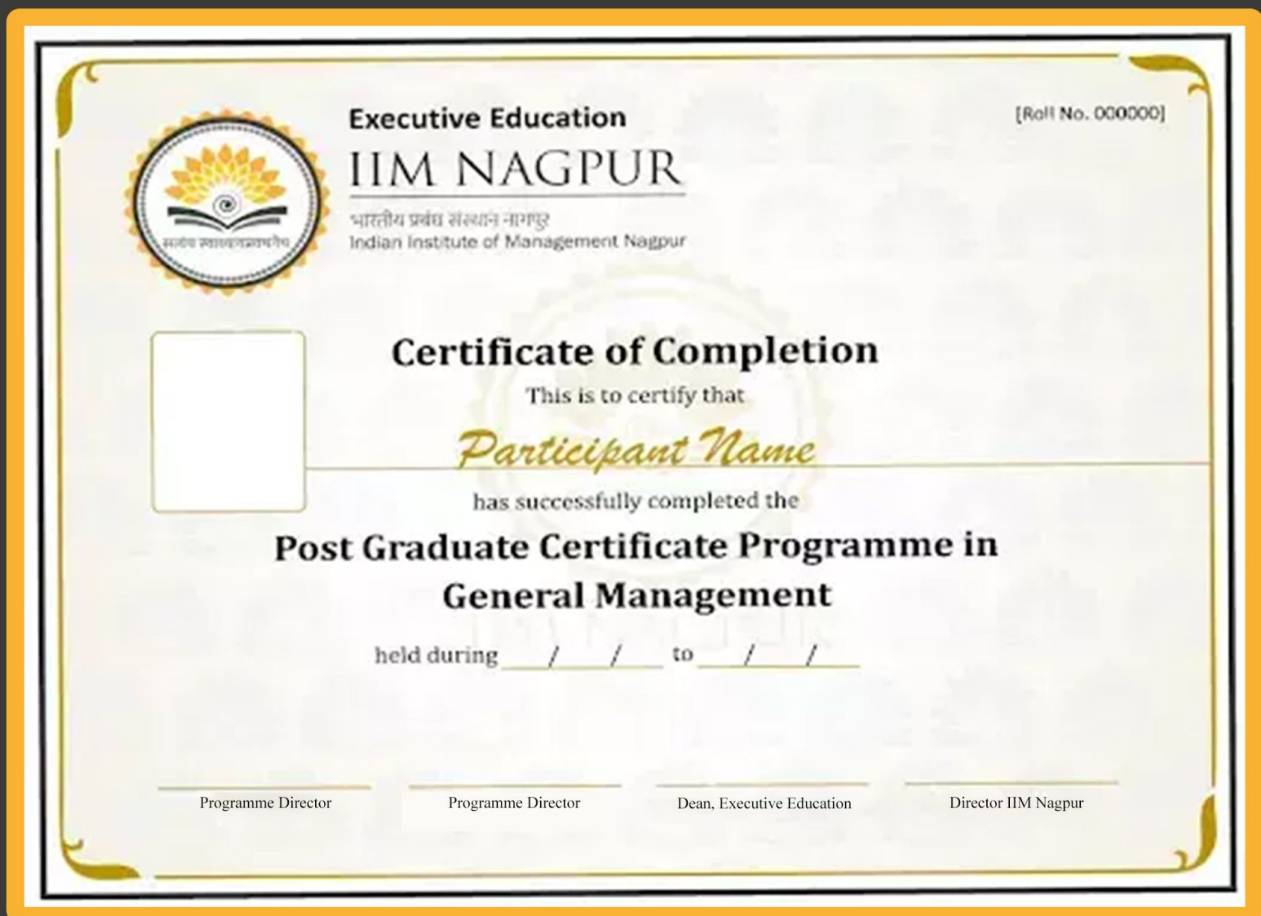 Executive Education
[Roll No. 000000]
IIM NAGPUR
भारतीय प्रबंध संस्थान नागपुर
Indian Institute of Management Nagpur
Certificate of Completion
This is to certify that
Participant Name
has successfully completed the
Post Graduate Certificate Programme in
General Management
held during / / to / /
Programme Director
Programme Director
Dean, Executive Education
Director IIM Nagpur